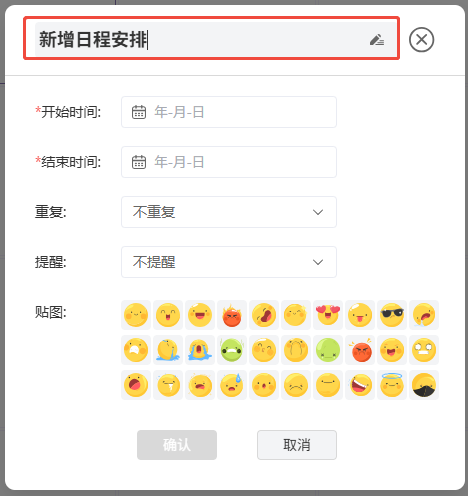 新增日程安排
*开始时间: 年-月-日
*结束时间: 年-月-日
重复: 不重复
提醒: 不提醒
贴图:
确认 取消